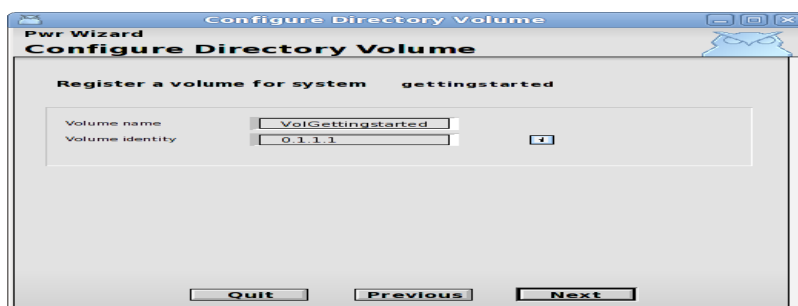 Configure Directory Volume
Pwr Wizard
Configure Directory Volume
Register a volume for system gettingstarted
Volume name VolGettingstarted
Volume identity 0.1.1.1
Quit Previous Next